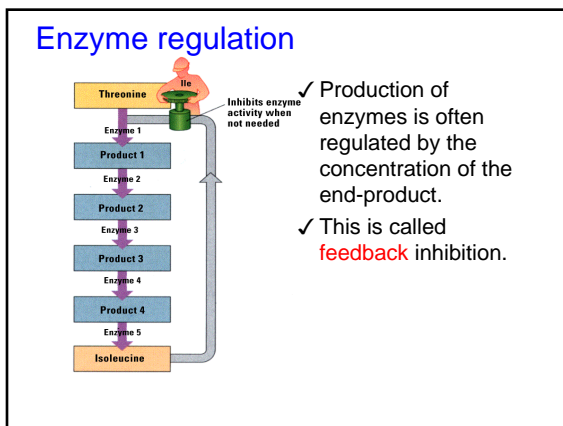 Enzyme regulation
Ile
Threonine
Inhibits enzyme
activity when
not needed
Enzyme 1
Product 1
Enzyme 2
Product 2
Enzyme 3
Product 3
Enzyme 4
Product 4
Enzyme 5
Isoleucine
✓ Production of
enzymes is often
regulated by the
concentration of the
end-product.
✓ This is called
feedback inhibition.